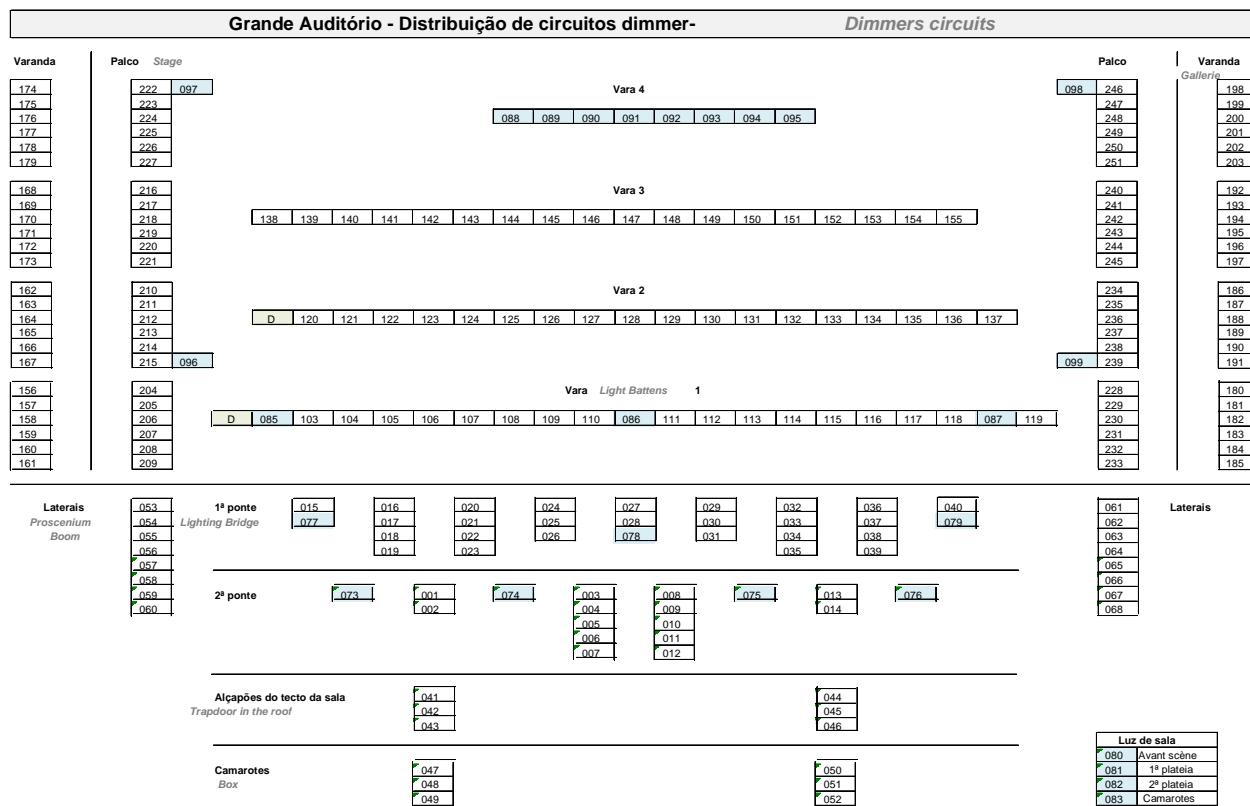 Grande Auditório - Distribuição de circuitos dimmer- Dimmers circuits
Varanda Palco Stage Palco Varanda
Gallerie
174 222 097 Vara 4 098 246 198
175 223 247 199
176 224 088 089 090 091 092 093 094 095 248 200
177 225 249 201
178 226 250 202
179 227 251 203
168 216 Vara 3 240 192
169 217 241 193
170 218 138 139 140 141 142 143 144 145 146 147 148 149 150 151 152 153 154 155 242 194
171 219 243 195
172 220 244 196
173 221 245 197
162 210 Vara 2 234 186
163 211 235 187
164 212 D 120 121 122 123 124 125 126 127 128 129 130 131 132 133 134 135 136 137 236 188
165 213 237 189
166 214 238 190
167 215 096 099 239 191
156 204 Vara Light Battens 1 228 180
157 205 229 181
158 206 D 085 103 104 105 106 107 108 109 110 086 111 112 113 114 115 116 117 118 087 119 230 182
159 207 231 183
160 208 232 184
161 209 233 185
Laterais 053 1ª ponte 015 016 020 024 027 029 032 036 040 061 Laterais
Proscenium 054 Lighting Bridge 077 017 021 025 028 030 033 037 079 062
Boom 055 018 022 026 078 031 034 038 063
056 019 023 035 039 064
057 065
058 066
059 2ª ponte 073 001 074 003 008 075 013 076 067
060 002 004 009 014 068
005 010
006 011
007 012
Alçapões do tecto da sala 041 044
Trapdoor in the roof 042 045
043 046
Luz de sala
080 Avant scène
Camarotes 047 050 081 1ª plateia
Box 048 051 082 2ª plateia
049 052 083 Camarotes